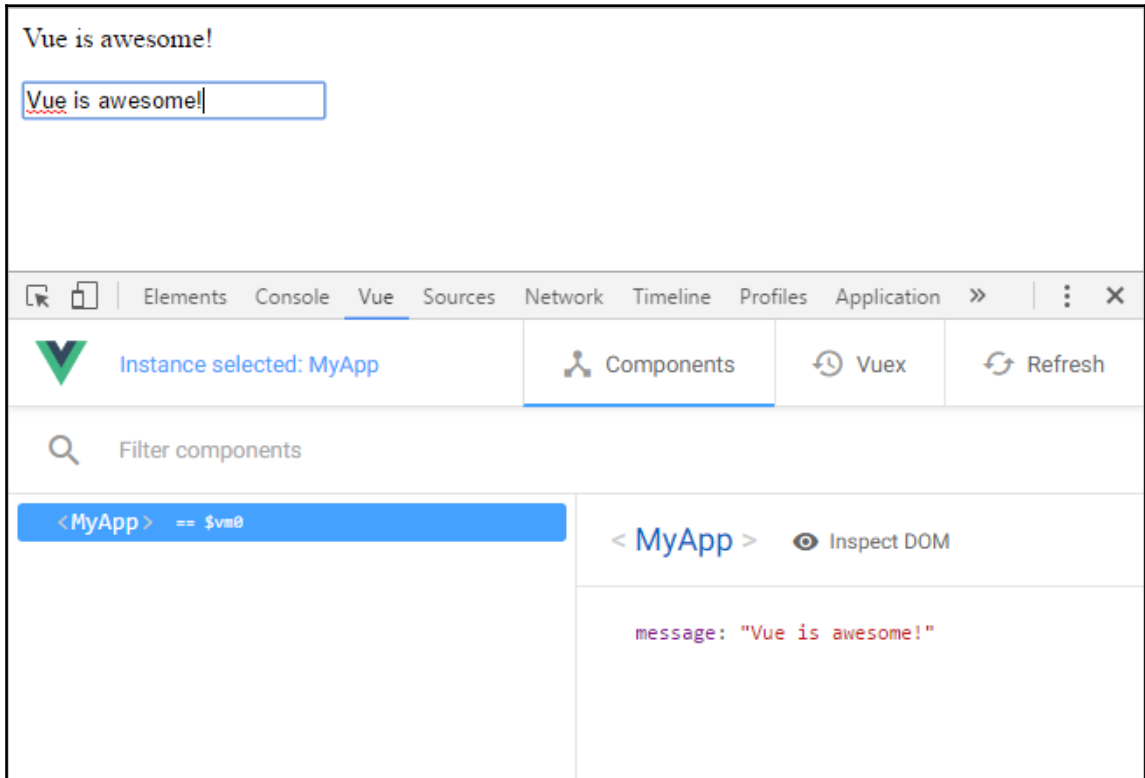 Vue is awesome!
Vue is awesome!
Elements Console Vue Sources Network Timeline Profiles Application »
Instance selected: MyApp Components Vuex Refresh
Filter components
<MyApp> == $vm0
< MyApp > Inspect DOM
message: "Vue is awesome!"